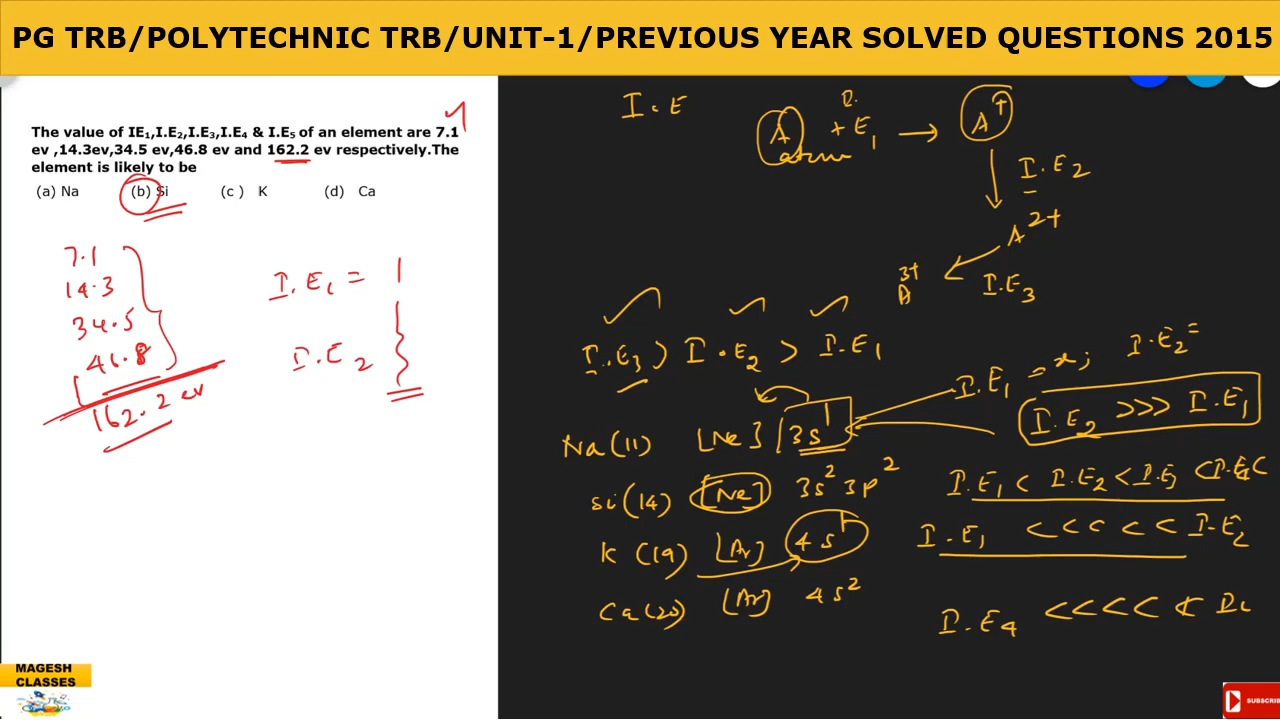 PG TRB/POLYTECHNIC TRB/UNIT-1/PREVIOUS YEAR SOLVED QUESTIONS 2015
The value of IE₁,I.E₂,I.E₃,I.E₄ & I.E₅ of an element are 7.1
ev ,14.3ev,34.5 ev,46.8 ev and 162.2 ev respectively.The
element is likely to be
(a) Na (b) Si (c ) K (d) Ca
7.1
14.3
34.5
46.8
162.2 ev
I.E₁ = 1
I.E₂
I.E
A + E₁ → A⁺
atom
I.E₂
A²⁺
I.E₃
A³⁺
I.E₃ > I.E₂ > I.E₁
I.E₁ = x; I.E₂ =
I.E₂ >>> I.E₁
Na (11) [Ne] 3s¹
Si (14) [Ne] 3s² 3p²
I.E₁ < I.E₂ < I.E₃ < I.E₄ <
K (19) [Ar] 4s¹
I.E₁ < < < < < I.E₂
Ca (20) [Ar] 4s²
I.E₄ < < < < <
MAGESH
CLASSES
SUBSCRIBE